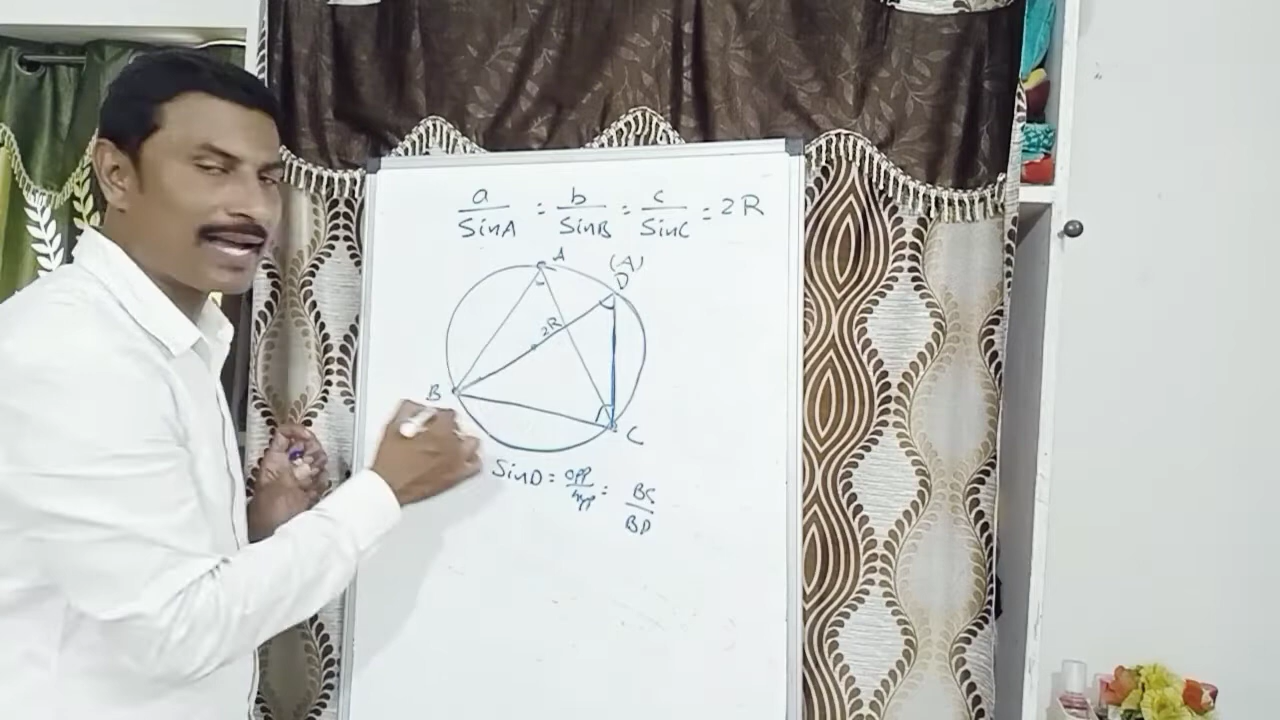 a/SinA = b/SinB = c/SinC = 2R
A (A)
D
2R
B
C
SinD = opp/hyp = BC/BD